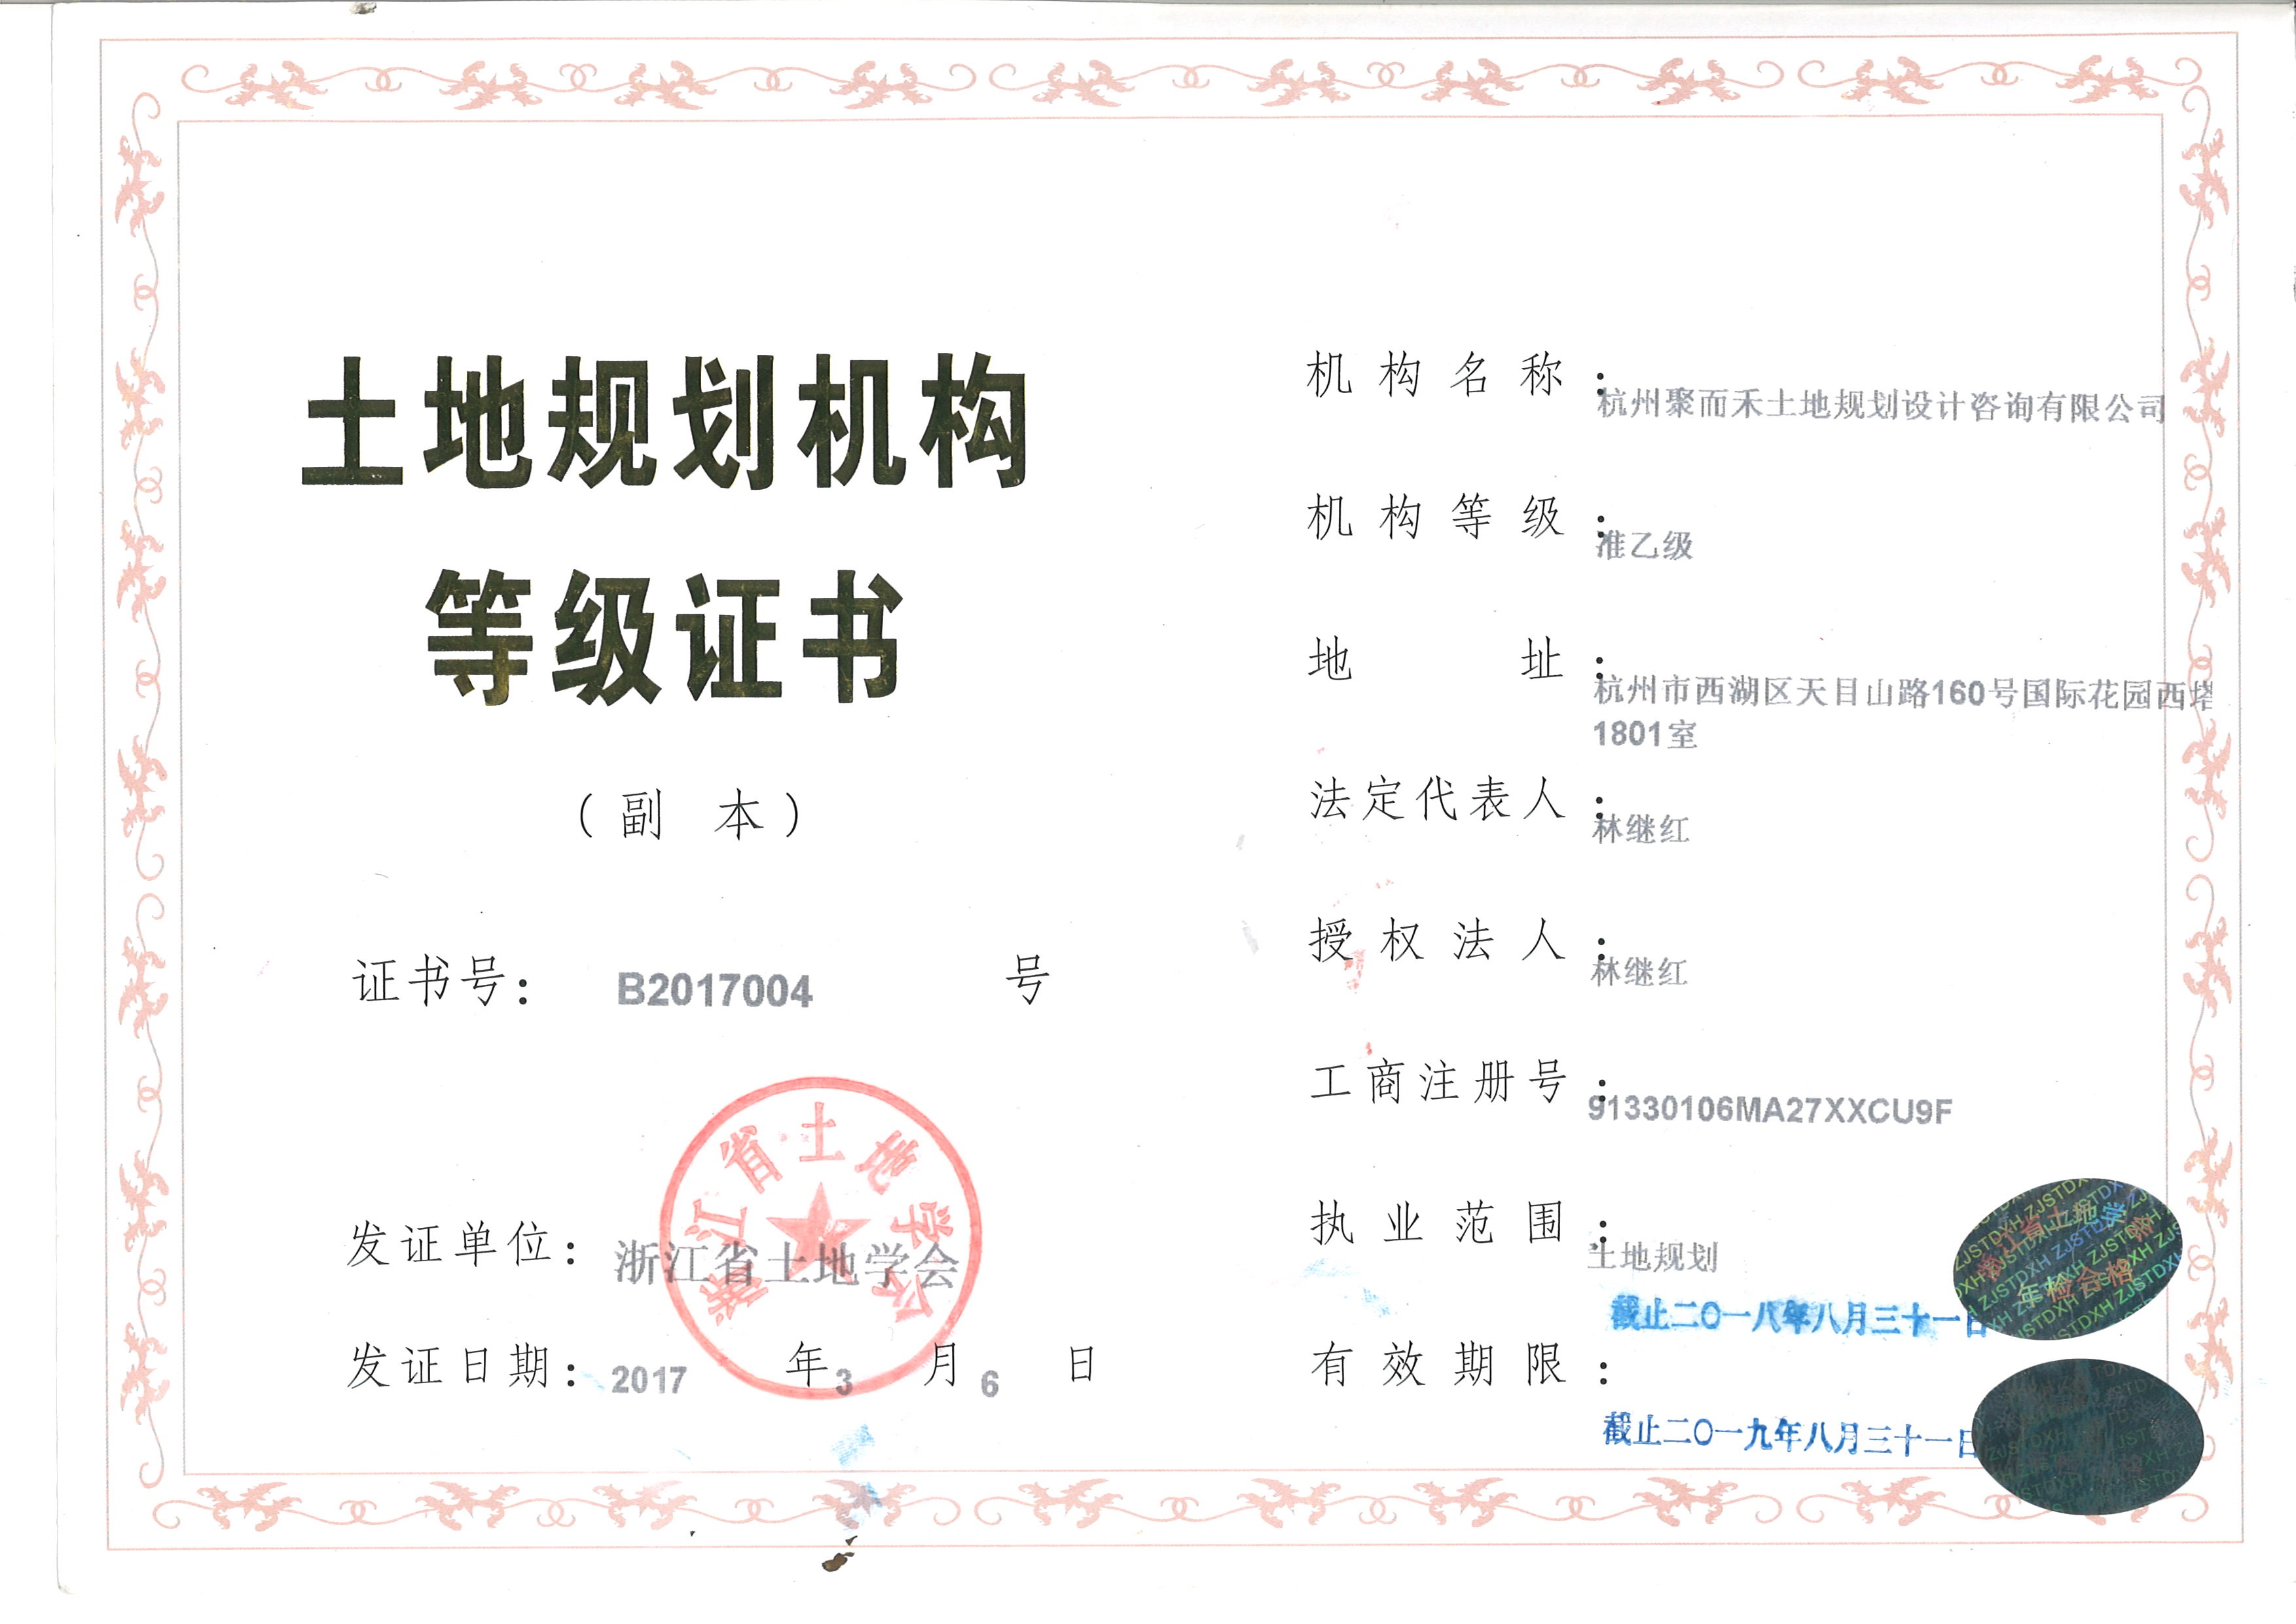 土地规划机构
等级证书
（副 本）
证书号： B2017004 号
发证单位：浙江省土地学会
发证日期：2017 年 3 月 6 日
浙江省土地学会
机构名称：杭州聚而禾土地规划设计咨询有限公司
机构等级：准乙级
地 址：杭州市西湖区天目山路160号国际花园西塔
1801室
法定代表人：林继红
授权法人：林继红
工商注册号：91330106MA27XXCU9F
执业范围：土地规划
截止二〇一八年八月三十一日
有效期限：
截止二〇一九年八月三十一日
浙江省土地学会
年检合格
ZJSTDXH